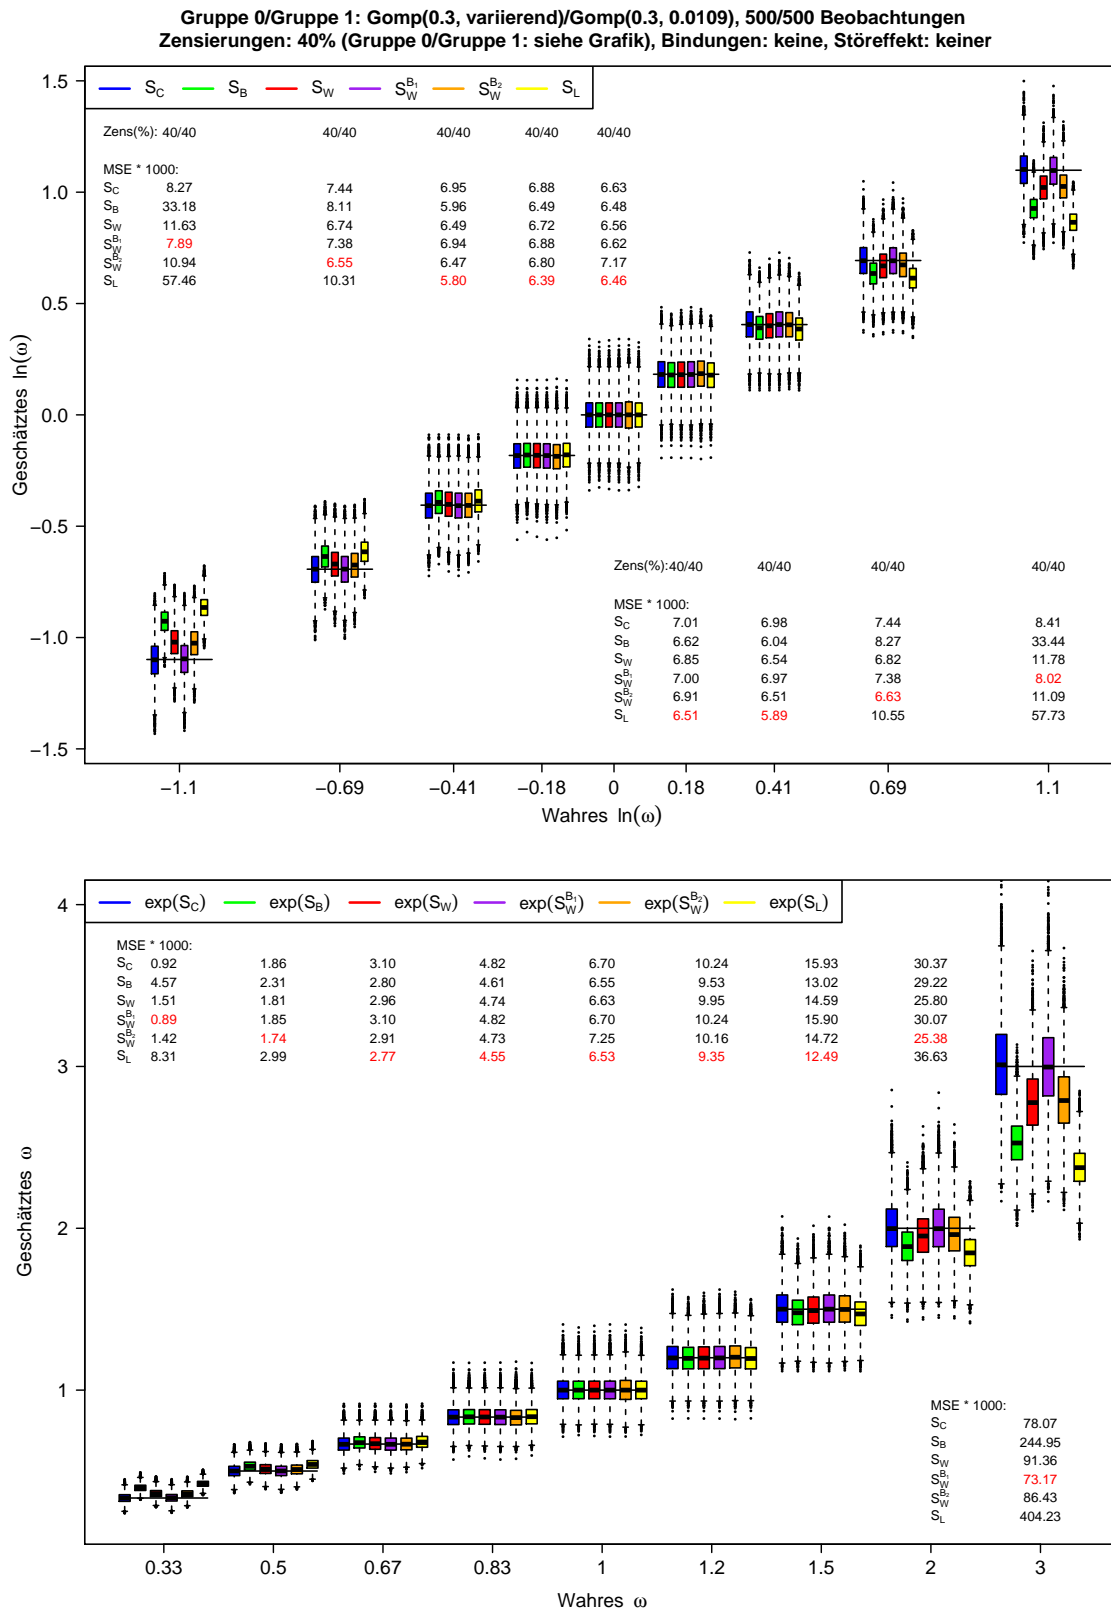 Gruppe 0/Gruppe 1: Gomp(0.3, variierend)/Gomp(0.3, 0.0109), 500/500 Beobachtungen
Zensierungen: 40% (Gruppe 0/Gruppe 1: siehe Grafik), Bindungen: keine, Störeffekt: keiner
S_C S_B S_W S_W^B₁ S_W^B₂ S_L
Zens(%): 40/40 40/40 40/40 40/40 40/40
MSE * 1000:
S_C 8.27 7.44 6.95 6.88 6.63
S_B 33.18 8.11 5.96 6.49 6.48
S_W 11.63 6.74 6.49 6.72 6.56
S_W^B₁ 7.89 7.38 6.94 6.88 6.62
S_W^B₂ 10.94 6.55 6.47 6.80 7.17
S_L 57.46 10.31 5.80 6.39 6.46
1.5
1.0
0.5
0.0
−0.5
−1.0
−1.5
Geschätztes ln(ω)
Zens(%): 40/40 40/40 40/40 40/40
MSE * 1000:
S_C 7.01 6.98 7.44 8.41
S_B 6.62 6.04 8.27 33.44
S_W 6.85 6.54 6.82 11.78
S_W^B₁ 7.00 6.97 7.38 8.02
S_W^B₂ 6.91 6.51 6.63 11.09
S_L 6.51 5.89 10.55 57.73
−1.1 −0.69 −0.41 −0.18 0 0.18 0.41 0.69 1.1
Wahres ln(ω)
exp(S_C) exp(S_B) exp(S_W) exp(S_W^B₁) exp(S_W^B₂) exp(S_L)
MSE * 1000:
S_C 0.92 1.86 3.10 4.82 6.70 10.24 15.93 30.37
S_B 4.57 2.31 2.80 4.61 6.55 9.53 13.02 29.22
S_W 1.51 1.81 2.96 4.74 6.63 9.95 14.59 25.80
S_W^B₁ 0.89 1.85 3.10 4.82 6.70 10.24 15.90 30.07
S_W^B₂ 1.42 1.74 2.91 4.73 7.25 10.16 14.72 25.38
S_L 8.31 2.99 2.77 4.55 6.53 9.35 12.49 36.63
4
3
2
1
Geschätztes ω
MSE * 1000:
S_C 78.07
S_B 244.95
S_W 91.36
S_W^B₁ 73.17
S_W^B₂ 86.43
S_L 404.23
0.33 0.5 0.67 0.83 1 1.2 1.5 2 3
Wahres ω